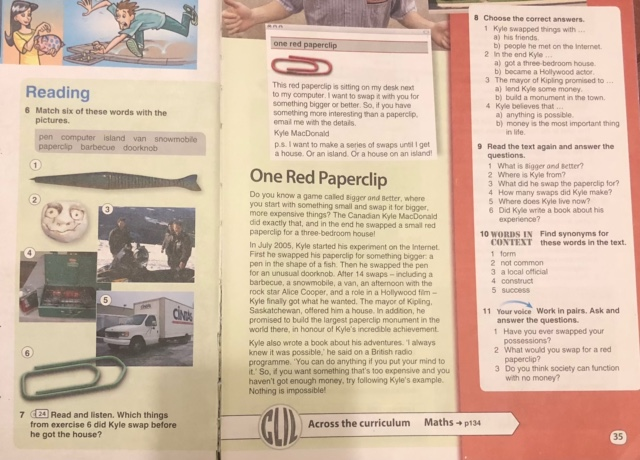 Reading
6 Match six of these words with the
pictures.
pen computer island van snowmobile
paperclip barbecue doorknob
1
2
3
4
5
6
7 24 Read and listen. Which things
from exercise 6 did Kyle swap before
he got the house?
one red paperclip
This red paperclip is sitting on my desk next
to my computer. I want to swap it with you for
something bigger or better. So, if you have
something more interesting than a paperclip,
email me with the details.
Kyle MacDonald
p.s. I want to make a series of swaps until I get
a house. Or an island. Or a house on an island!
One Red Paperclip
Do you know a game called Bigger and Better, where
you start with something small and swap it for bigger,
more expensive things? The Canadian Kyle MacDonald
did exactly that, and in the end he swapped a small red
paperclip for a three-bedroom house!
In July 2005, Kyle started his experiment on the Internet.
First he swapped his paperclip for something bigger: a
pen in the shape of a fish. Then he swapped the pen
for an unusual doorknob. After 14 swaps – including a
barbecue, a snowmobile, a van, an afternoon with the
rock star Alice Cooper, and a role in a Hollywood film –
Kyle finally got what he wanted. The mayor of Kipling,
Saskatchewan, offered him a house. In addition, he
promised to build the largest paperclip monument in the
world there, in honour of Kyle's incredible achievement.
Kyle also wrote a book about his adventures. 'I always
knew it was possible,' he said on a British radio
programme. 'You can do anything if you put your mind to
it.' So, if you want something that's too expensive and you
haven't got enough money, try following Kyle's example.
Nothing is impossible!
CLIL Across the curriculum Maths → p134
8 Choose the correct answers.
1 Kyle swapped things with ...
a) his friends.
b) people he met on the Internet.
2 In the end Kyle ...
a) got a three-bedroom house.
b) became a Hollywood actor.
3 The mayor of Kipling promised to ...
a) lend Kyle some money.
b) build a monument in the town.
4 Kyle believes that ...
a) anything is possible.
b) money is the most important thing
in life.
9 Read the text again and answer the
questions.
1 What is Bigger and Better?
2 Where is Kyle from?
3 What did he swap the paperclip for?
4 How many swaps did Kyle make?
5 Where does Kyle live now?
6 Did Kyle write a book about his
experience?
10 WORDS IN CONTEXT Find synonyms for
these words in the text.
1 form
2 not common
3 a local official
4 construct
5 success
11 Your voice Work in pairs. Ask and
answer the questions.
1 Have you ever swapped your
possessions?
2 What would you swap for a red
paperclip?
3 Do you think society can function
with no money?
35